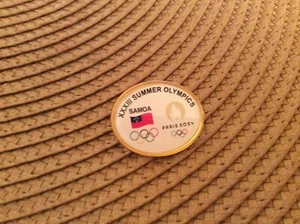 XXXIII SUMMER OLYMPICS
SAMOA
PARIS 2024